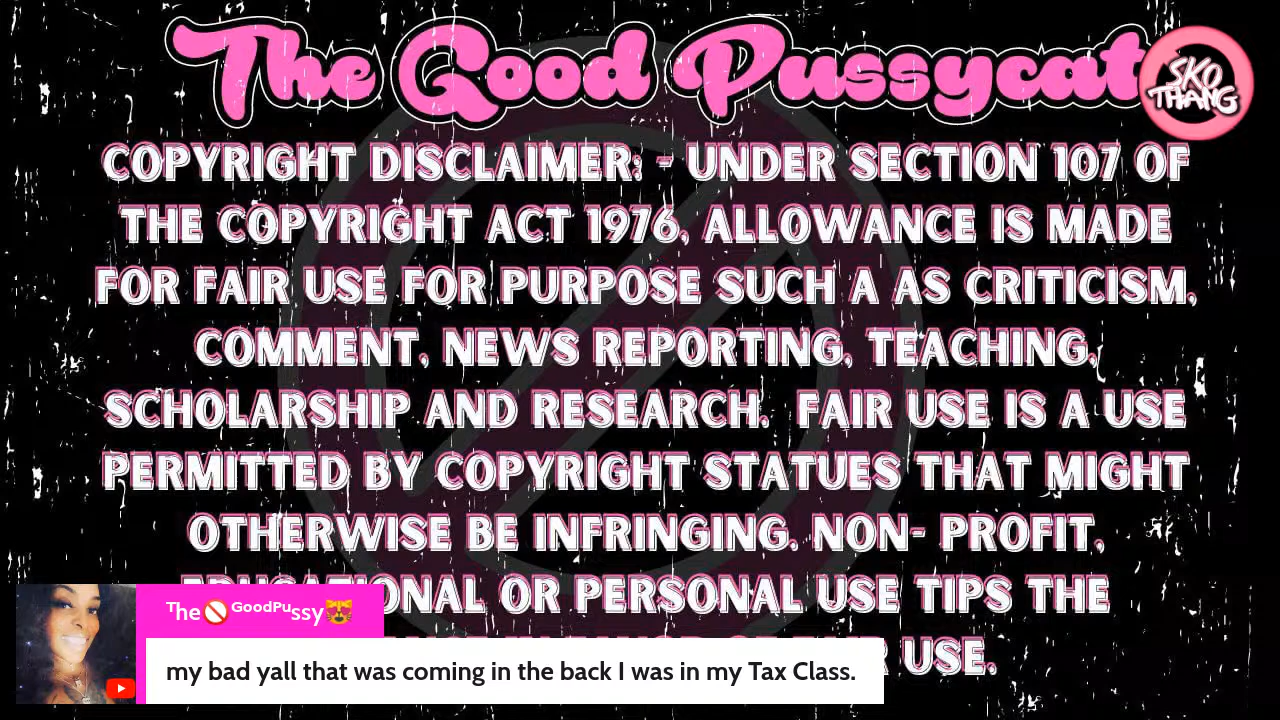 The Good Pussycat
SKO
THANG
COPYRIGHT DISCLAIMER: - UNDER SECTION 107 OF
THE COPYRIGHT ACT 1976, ALLOWANCE IS MADE
FOR FAIR USE FOR PURPOSE SUCH A AS CRITICISM,
COMMENT, NEWS REPORTING, TEACHING,
SCHOLARSHIP AND RESEARCH. FAIR USE IS A USE
PERMITTED BY COPYRIGHT STATUES THAT MIGHT
OTHERWISE BE INFRINGING. NON- PROFIT,
EDUCATIONAL OR PERSONAL USE TIPS THE
USE.
ᵀhe🚫ᴳᵒᵒᵈᴾᵘssy😻
my bad yall that was coming in the back I was in my Tax Class.